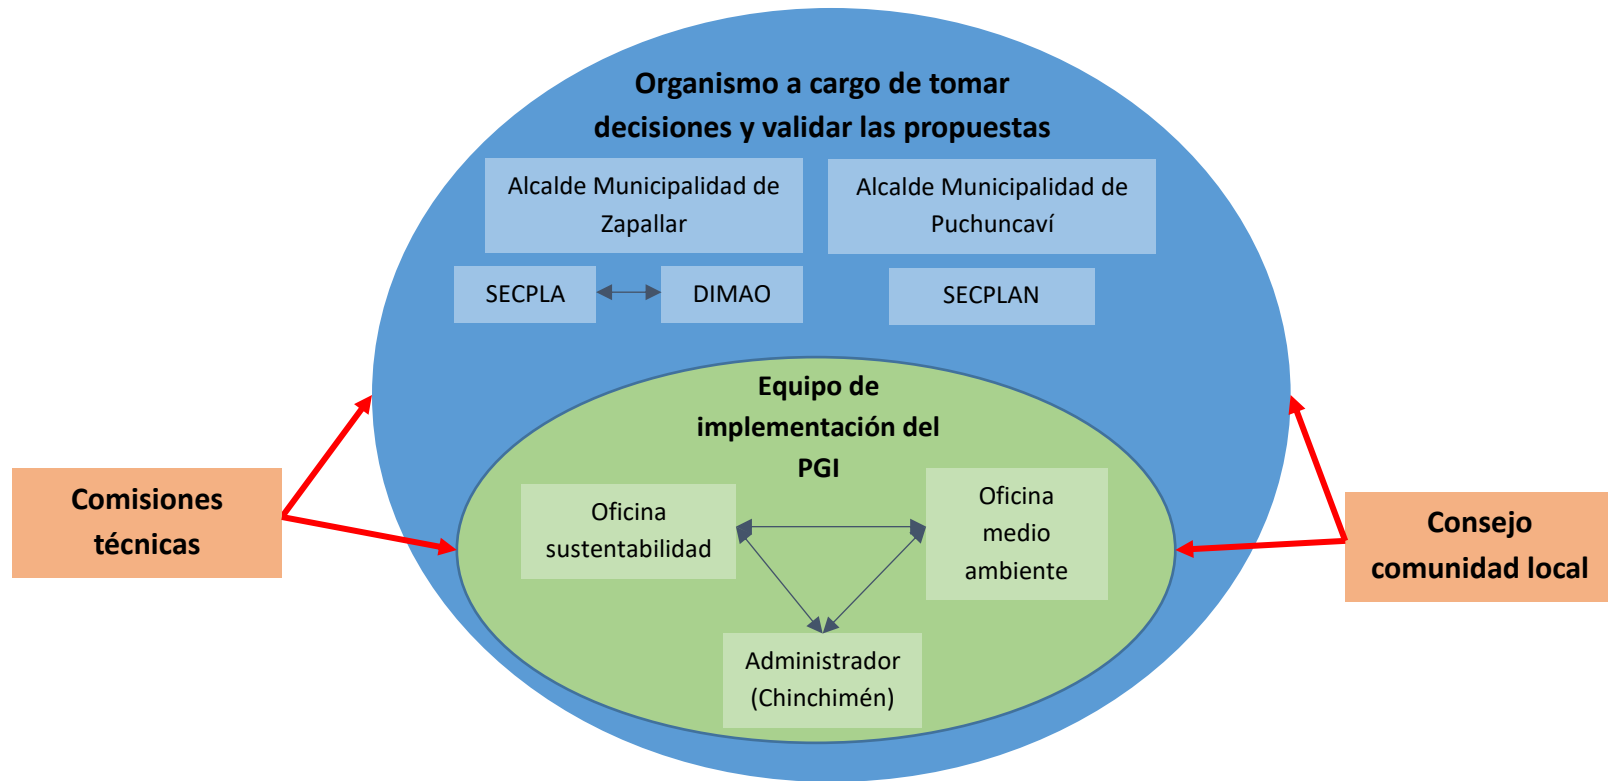 Organismo a cargo de tomar
decisiones y validar las propuestas
Alcalde Municipalidad de
Zapallar
Alcalde Municipalidad de
Puchuncaví
SECPLA
DIMAO
SECPLAN
Equipo de
implementación del
PGI
Oficina
sustentabilidad
Oficina
medio
ambiente
Administrador
(Chinchimén)
Comisiones
técnicas
Consejo
comunidad local